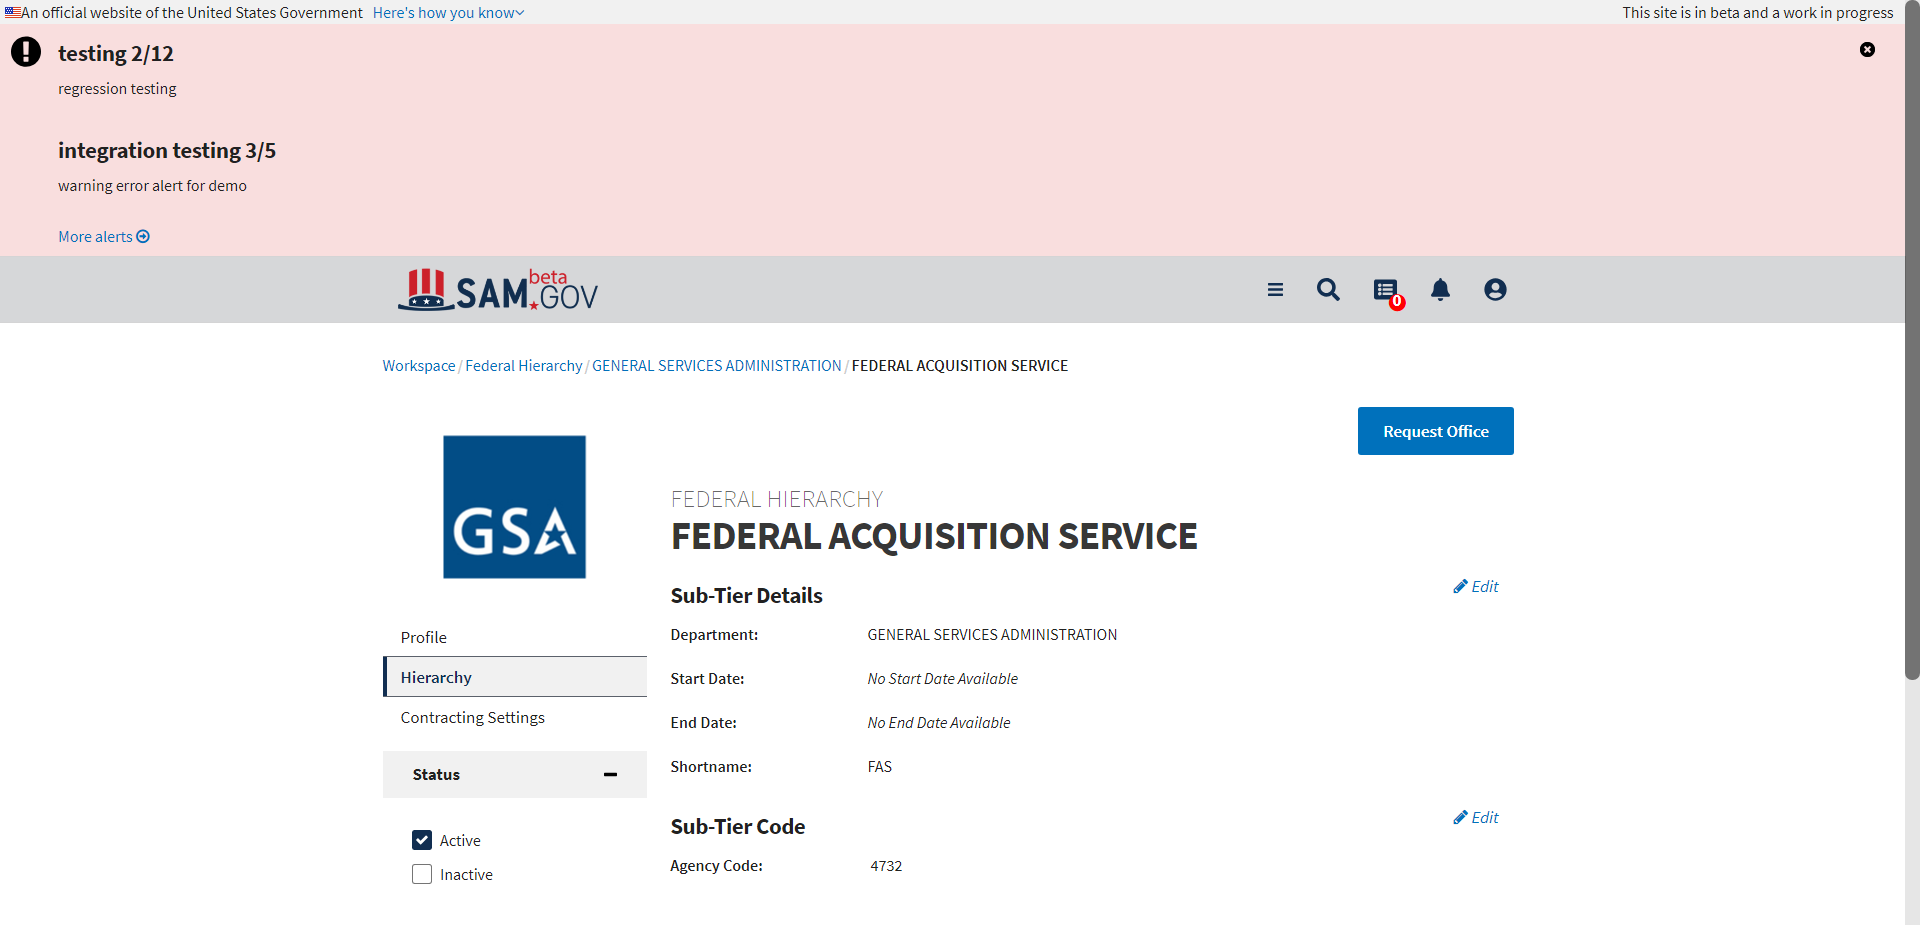 An official website of the United States Government Here's how you know
This site is in beta and a work in progress
testing 2/12
regression testing
integration testing 3/5
warning error alert for demo
More alerts
SAM beta .GOV
0
Workspace / Federal Hierarchy / GENERAL SERVICES ADMINISTRATION / FEDERAL ACQUISITION SERVICE
Request Office
GSA
FEDERAL HIERARCHY
FEDERAL ACQUISITION SERVICE
Sub-Tier Details
Edit
Department: GENERAL SERVICES ADMINISTRATION
Start Date: No Start Date Available
End Date: No End Date Available
Shortname: FAS
Sub-Tier Code
Edit
Agency Code: 4732
Profile
Hierarchy
Contracting Settings
Status
Active
Inactive